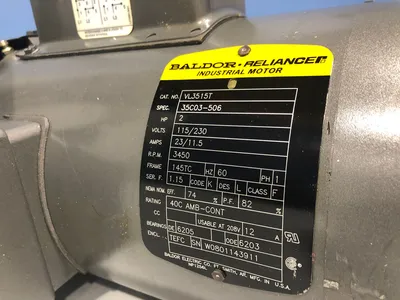 BALDOR • RELIANCER
INDUSTRIAL MOTOR
CAT. NO. VL3515T
SPEC. 35C03-506
HP 2
VOLTS 115/230
AMPS 23/11.5
R.P.M. 3450
FRAME 145TC HZ 60 PH 1
SER. F. 1.15 CODE K DES L CLASS F
NEMA NOM. EFF. 74 % P.F. 82 %
RATING 40C AMB-CONT
CC USABLE AT 208V 12 A
BEARINGS DE 6205 ODE 6203
ENCL. TEFC SN W0801143911
BALDOR ELECTRIC CO. FT. SMITH, AR. MFD. IN U.S.A.